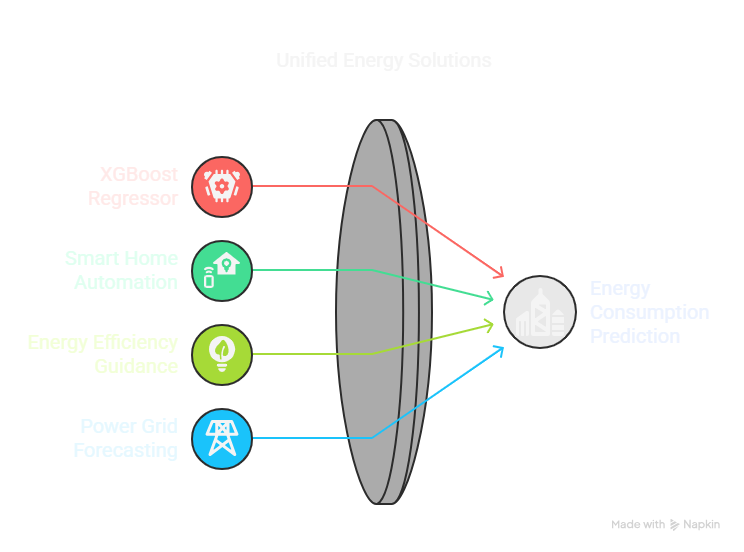 Unified Energy Solutions
XGBoost
Regressor
Smart Home
Automation
Energy Efficiency
Guidance
Power Grid
Forecasting
Energy
Consumption
Prediction
Made with Napkin